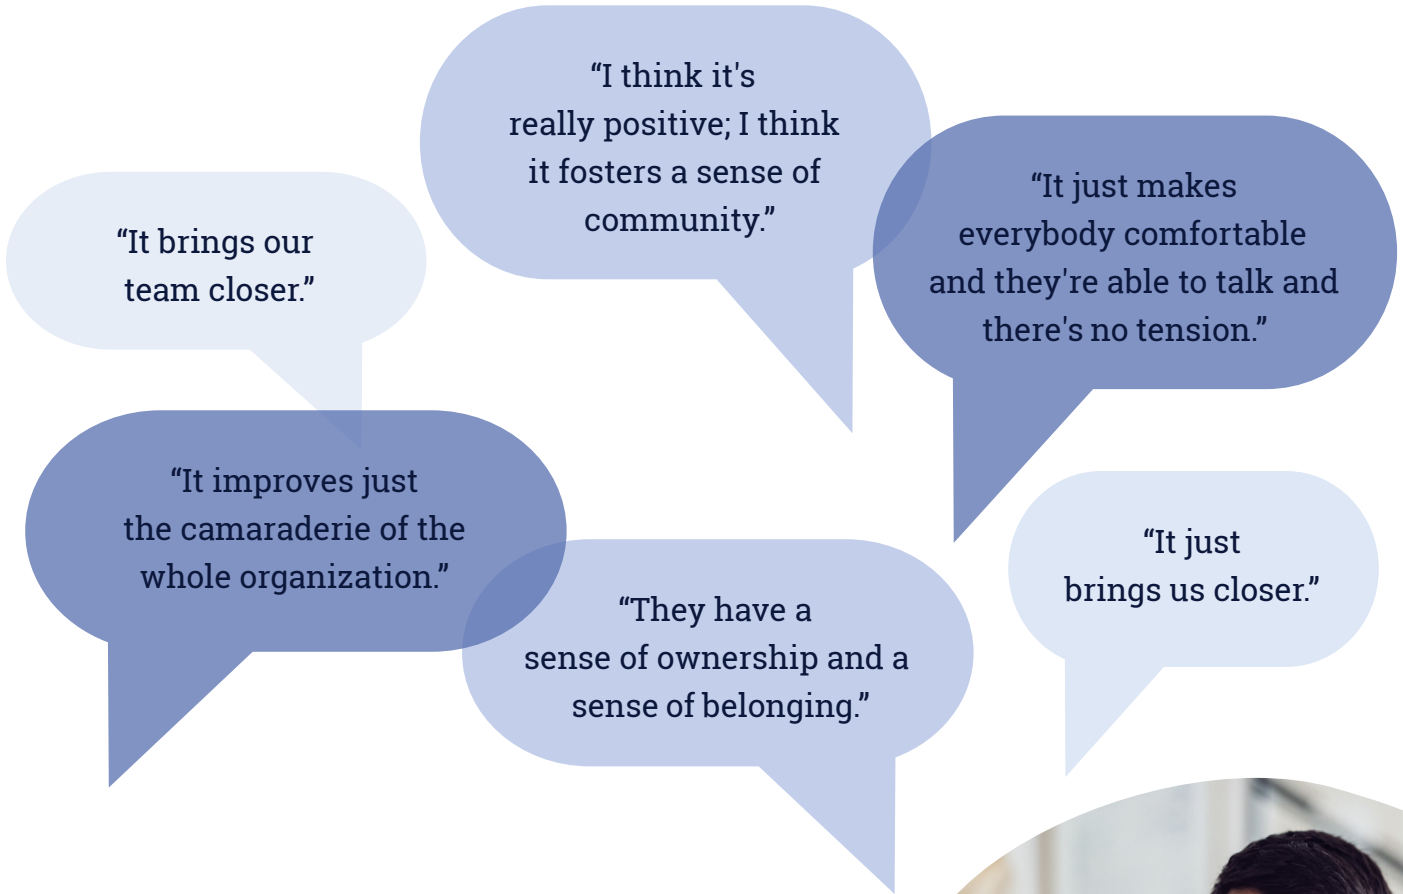 “I think it's
really positive; I think
it fosters a sense of
community.”
“It just makes
everybody comfortable
and they're able to talk and
there's no tension.”
“It brings our
team closer.”
“It improves just
the camaraderie of the
whole organization.”
“It just
brings us closer.”
“They have a
sense of ownership and a
sense of belonging.”